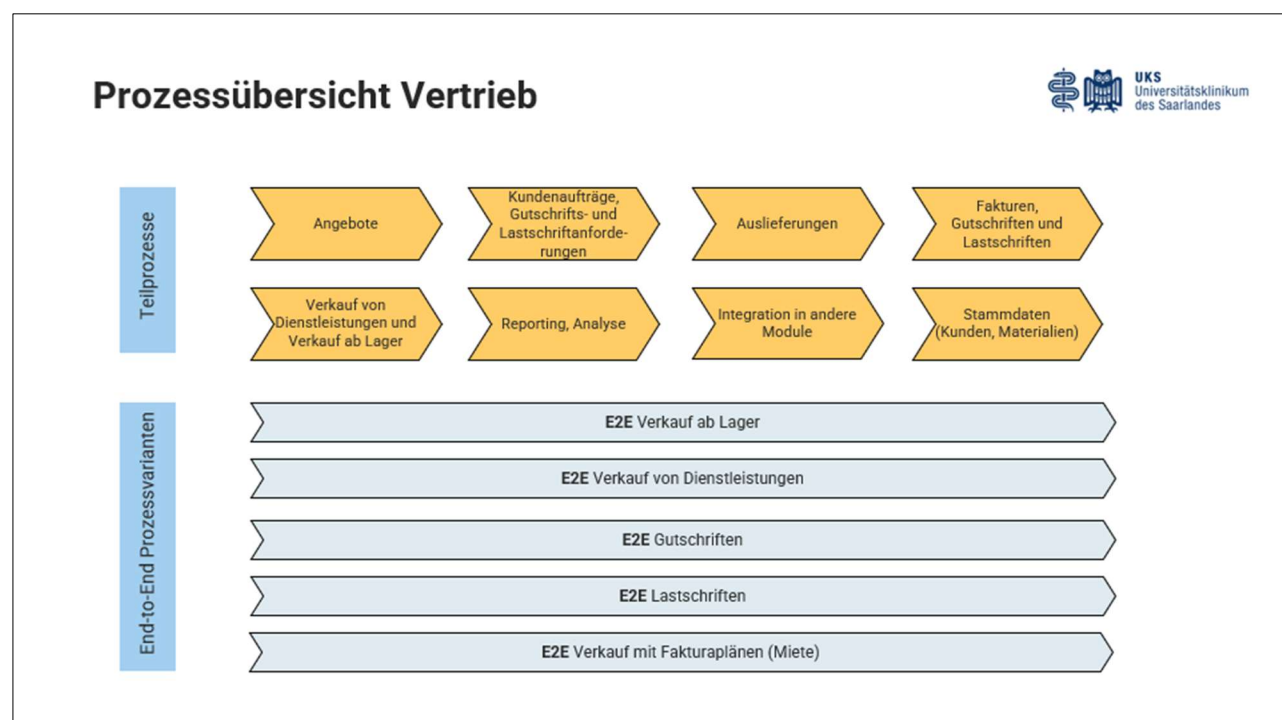 Prozessübersicht Vertrieb
UKS
Universitätsklinikum
des Saarlandes
Teilprozesse
Angebote
Kundenaufträge,
Gutschrifts- und
Lastschriftanforde-
rungen
Auslieferungen
Fakturen,
Gutschriften und
Lastschriften
Verkauf von
Dienstleistungen und
Verkauf ab Lager
Reporting, Analyse
Integration in andere
Module
Stammdaten
(Kunden, Materialien)
End-to-End Prozessvarianten
E2E Verkauf ab Lager
E2E Verkauf von Dienstleistungen
E2E Gutschriften
E2E Lastschriften
E2E Verkauf mit Fakturaplänen (Miete)